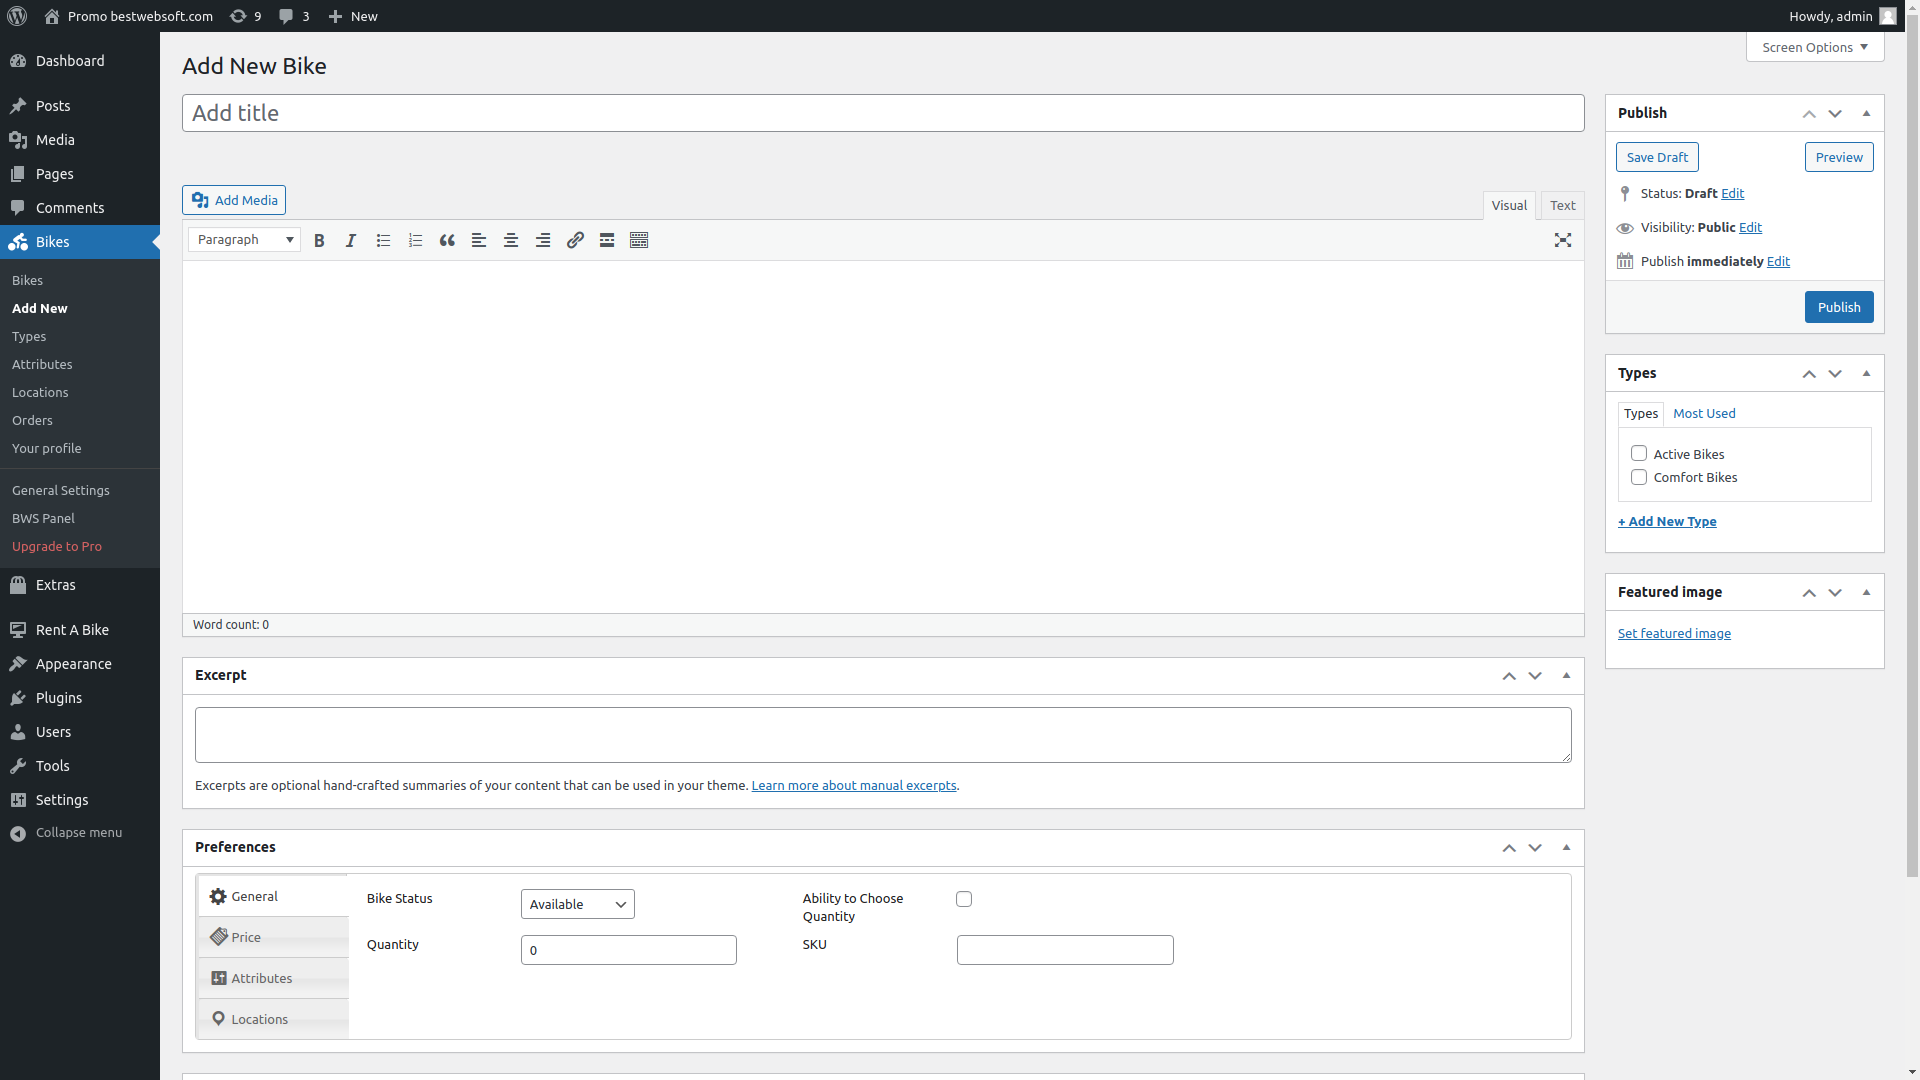 Promo bestwebsoft.com 9 3 New Howdy, admin
Screen Options
Dashboard
Posts
Media
Pages
Comments
Bikes
Bikes
Add New
Types
Attributes
Locations
Orders
Your profile
General Settings
BWS Panel
Upgrade to Pro
Extras
Rent A Bike
Appearance
Plugins
Users
Tools
Settings
Collapse menu
Add New Bike
Add title
Add Media
Visual Text
Paragraph B I
Word count: 0
Excerpt
Excerpts are optional hand-crafted summaries of your content that can be used in your theme. Learn more about manual excerpts.
Preferences
General
Price
Attributes
Locations
Bike Status Available
Ability to Choose
Quantity
Quantity 0
SKU
Publish
Save Draft Preview
Status: Draft Edit
Visibility: Public Edit
Publish immediately Edit
Publish
Types
Types Most Used
Active Bikes
Comfort Bikes
+ Add New Type
Featured image
Set featured image